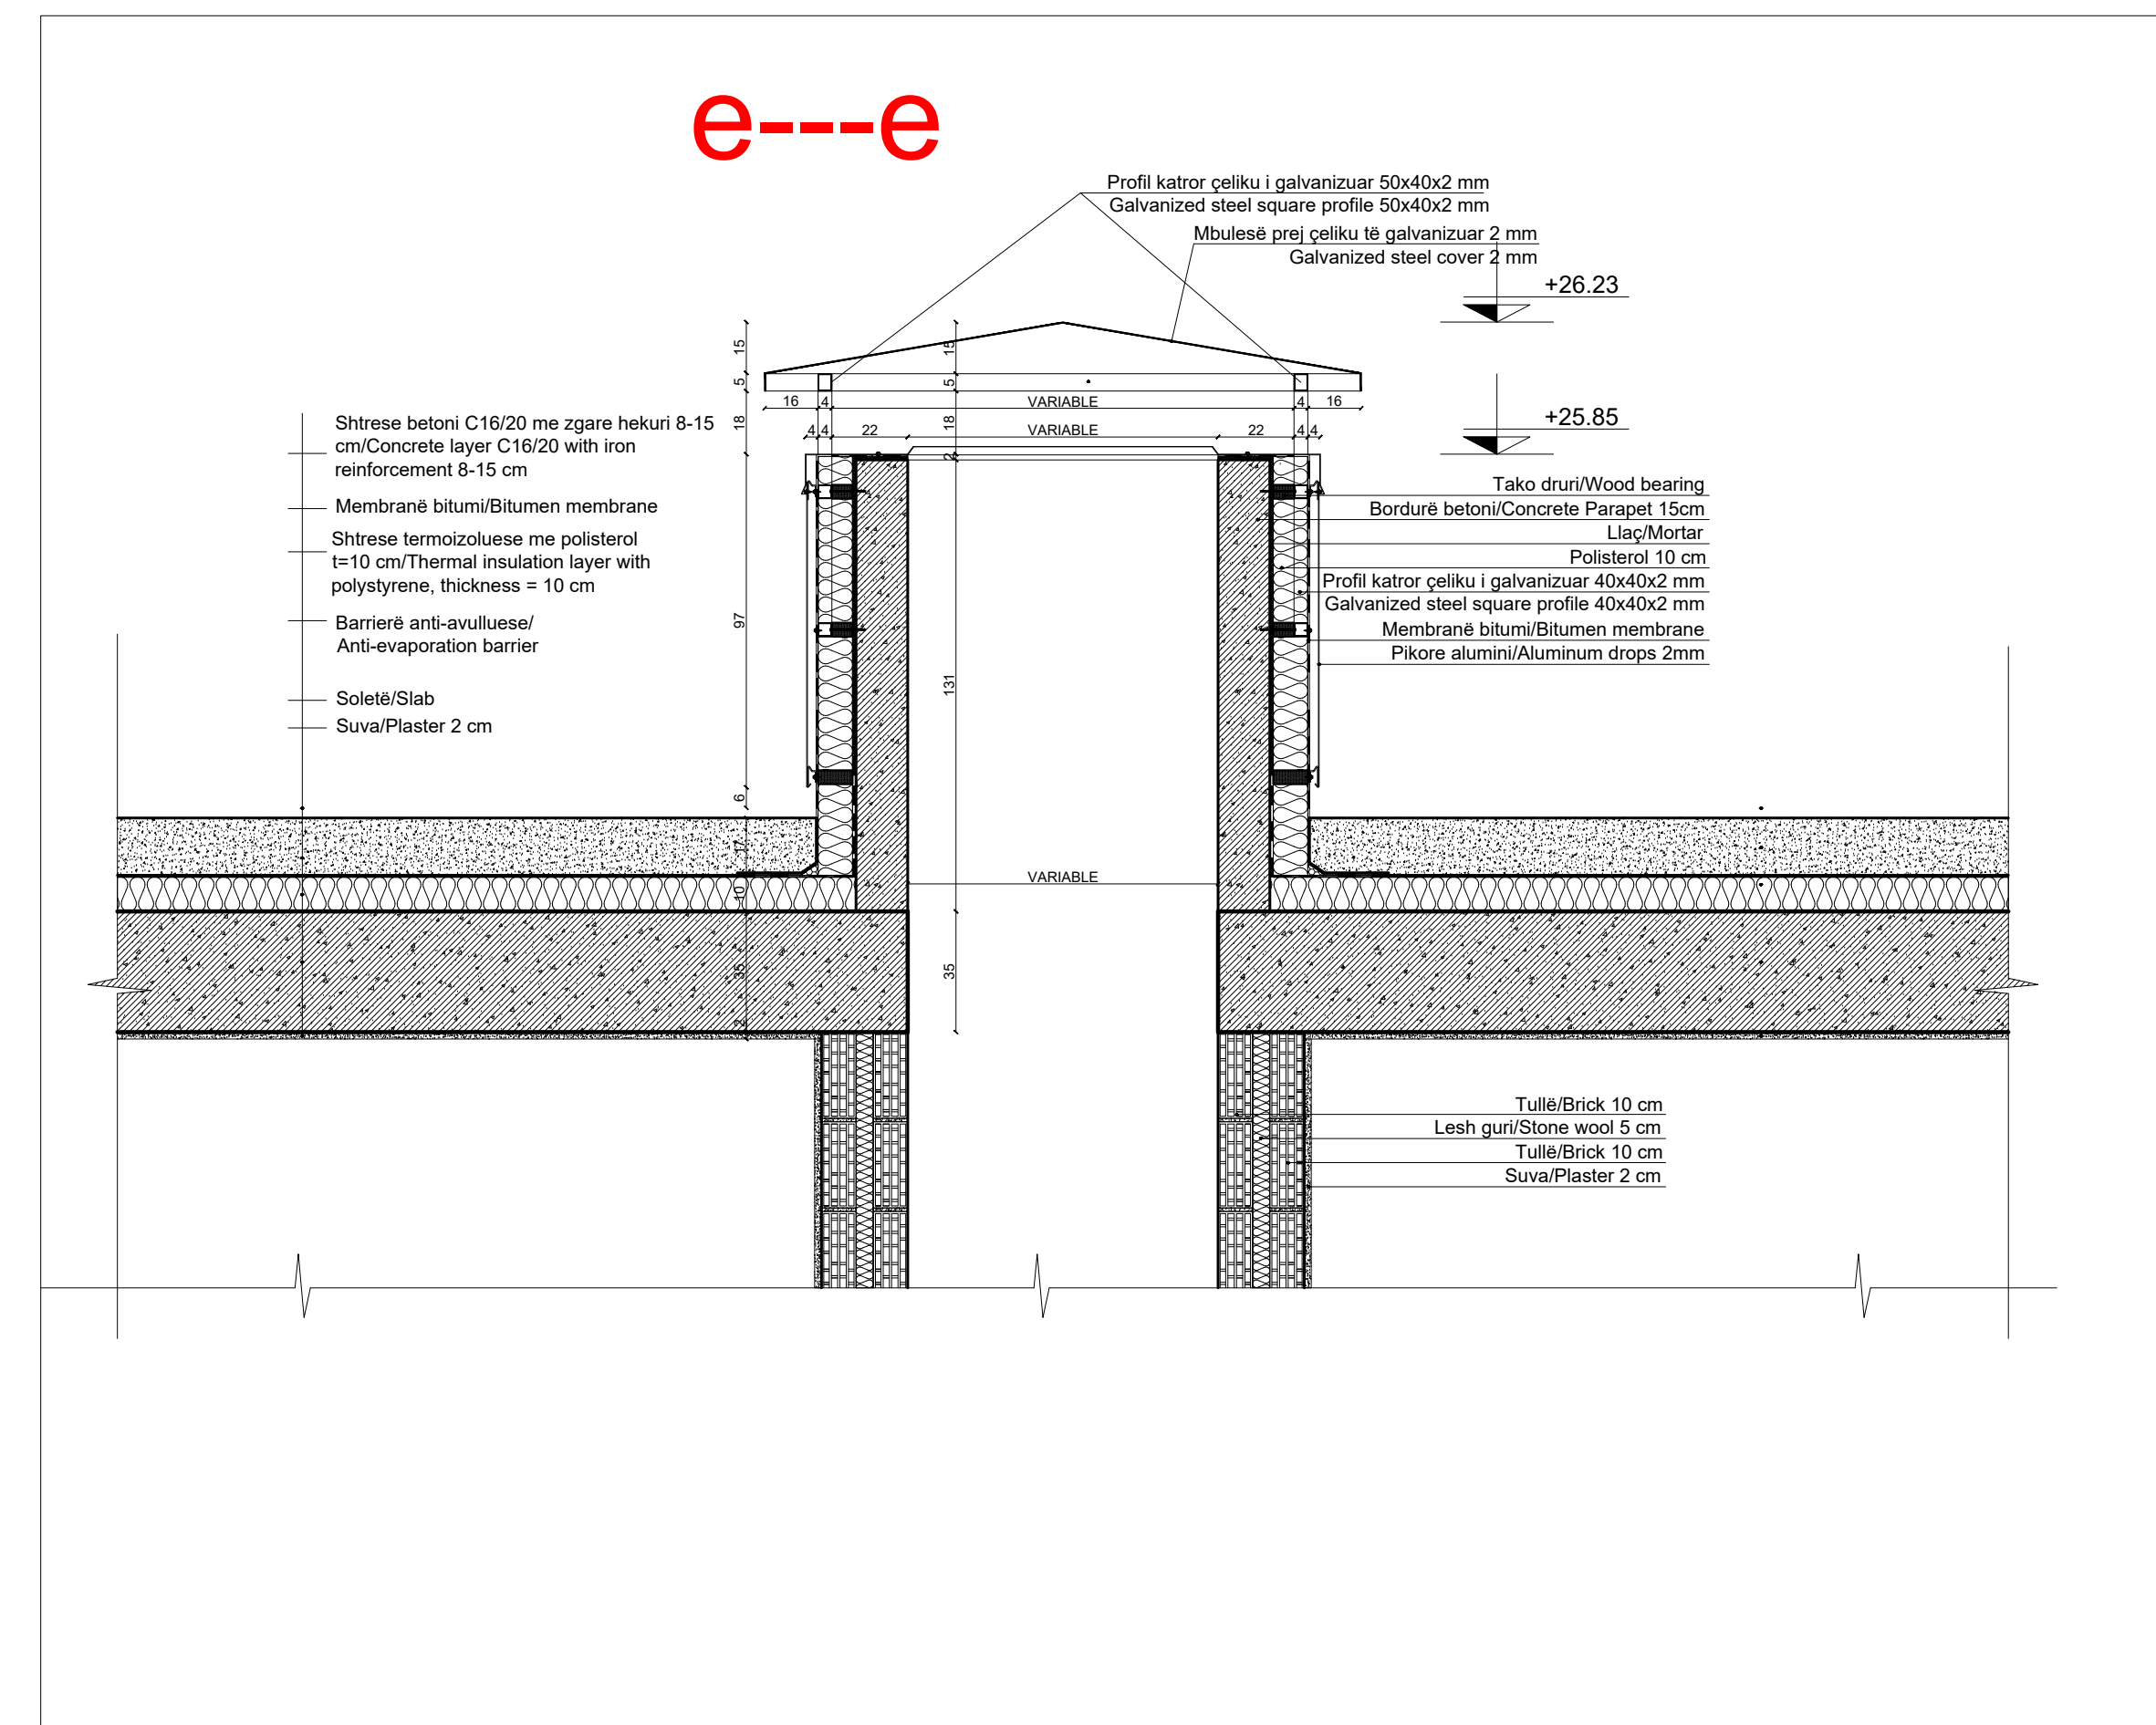 e---e
Profil katror çeliku i galvanizuar 50x40x2 mm
Galvanized steel square profile 50x40x2 mm
Mbulesë prej çeliku të galvanizuar 2 mm
Galvanized steel cover 2 mm
+26.23
15
15
5
5
16
4
VARIABLE
4
16
+25.85
18
18
4
4
22
VARIABLE
22
4
4
2
Shtrese betoni C16/20 me zgare hekuri 8-15
cm/Concrete layer C16/20 with iron
reinforcement 8-15 cm
Membranë bitumi/Bitumen membrane
Shtrese termoizoluese me polisterol
t=10 cm/Thermal insulation layer with
polystyrene, thickness = 10 cm
Barrierë anti-avulluese/
Anti-evaporation barrier
Soletë/Slab
Suva/Plaster 2 cm
Tako druri/Wood bearing
Bordurë betoni/Concrete Parapet 15cm
Llaç/Mortar
Polisterol 10 cm
Profil katror çeliku i galvanizuar 40x40x2 mm
Galvanized steel square profile 40x40x2 mm
Membranë bitumi/Bitumen membrane
Pikore alumini/Aluminum drops 2mm
97
131
6
17
10
VARIABLE
35
35
2
Tullë/Brick 10 cm
Lesh guri/Stone wool 5 cm
Tullë/Brick 10 cm
Suva/Plaster 2 cm